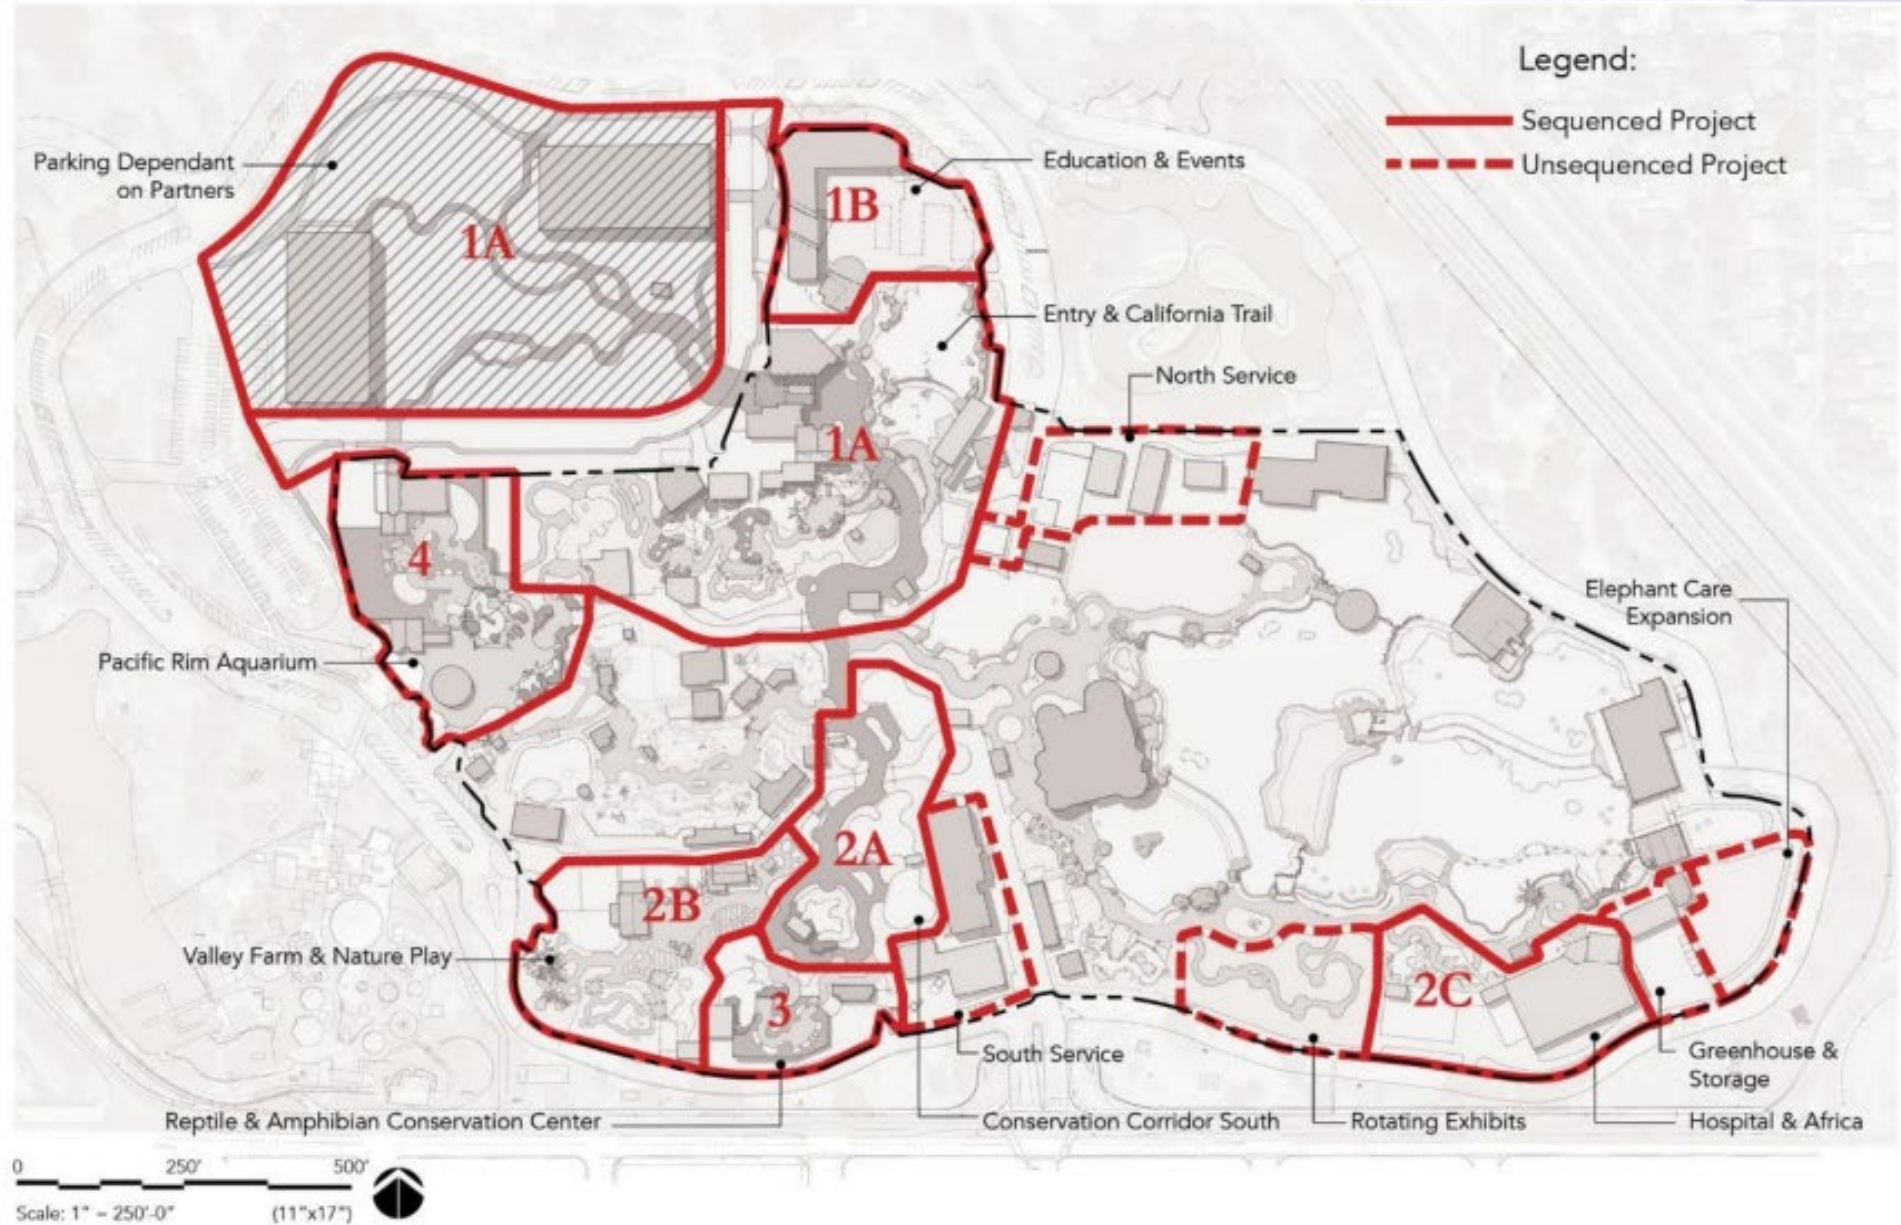 Legend:
Sequenced Project
Unsequenced Project
Parking Dependant
on Partners
1A
1B
Education & Events
Entry & California Trail
North Service
1A
4
Elephant Care
Expansion
Pacific Rim Aquarium
2A
2B
Valley Farm & Nature Play
3
2C
South Service
Greenhouse &
Storage
Reptile & Amphibian Conservation Center
Conservation Corridor South
Rotating Exhibits
Hospital & Africa
0 250' 500'
Scale: 1" = 250'-0" (11"x17")